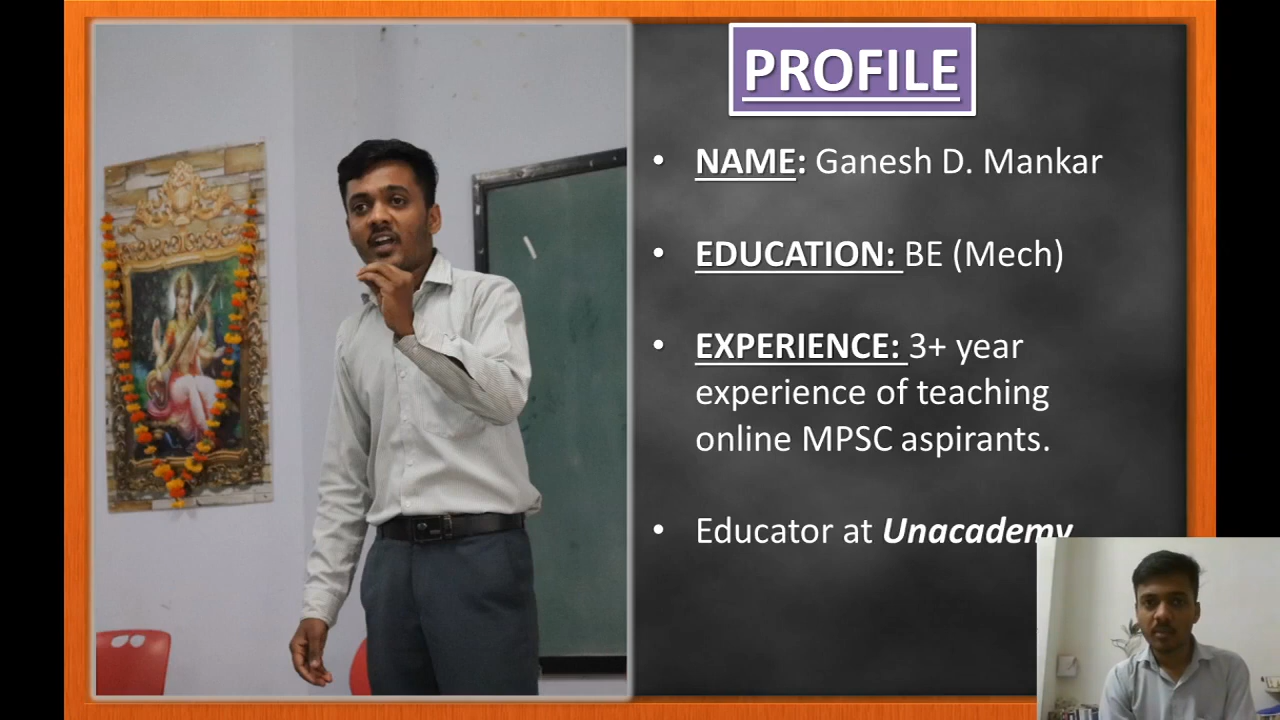 PROFILE
• NAME: Ganesh D. Mankar
• EDUCATION: BE (Mech)
• EXPERIENCE: 3+ year
experience of teaching
online MPSC aspirants.
• Educator at Unacademy